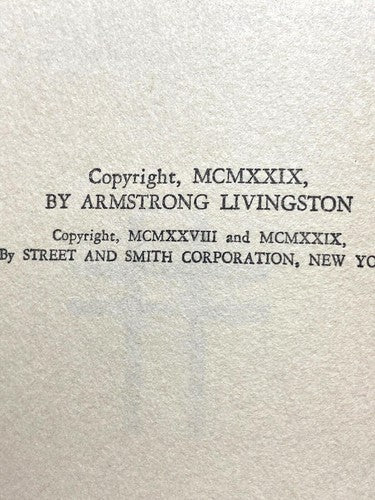 Copyright, MCMXXIX,
BY ARMSTRONG LIVINGSTON
Copyright, MCMXXVIII and MCMXXIX,
By STREET AND SMITH CORPORATION, NEW YO